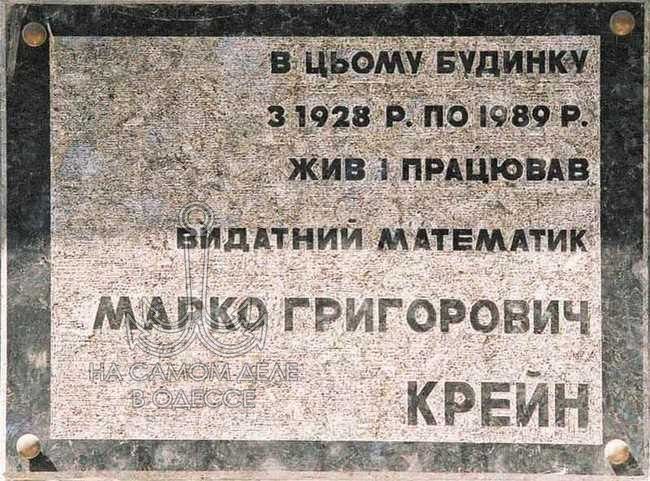 В ЦЬОМУ БУДИНКУ
З 1928 Р. ПО 1989 Р.
ЖИВ І ПРАЦЮВАВ
ВИДАТНИЙ МАТЕМАТИК
МАРКО ГРИГОРОВИЧ
НА САМОМ ДЕЛЕ
В ОДЕССЕ
КРЕЙН